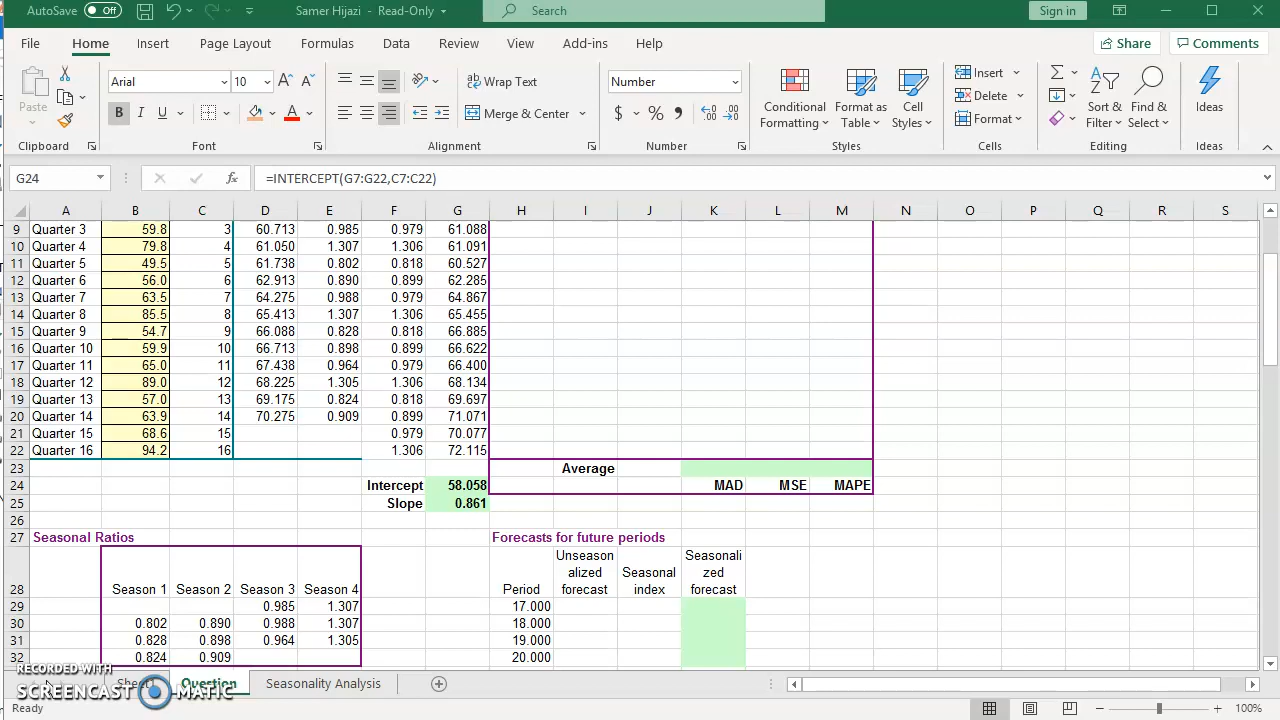 AutoSave Off Samer Hijazi - Read-Only Search Sign in
File Home Insert Page Layout Formulas Data Review View Add-ins Help Share Comments
Arial 10 Wrap Text Number Insert
Paste B I U Merge & Center $ % Conditional Formatting Format as Table Cell Styles Delete Format Sort & Filter Find & Select Ideas
Clipboard Font Alignment Number Styles Cells Editing Ideas
G24 fx =INTERCEPT(G7:G22,C7:C22)
A B C D E F G H I J K L M N O P Q R S
9 Quarter 3 59.8 3 60.713 0.985 0.979 61.088
10 Quarter 4 79.8 4 61.050 1.307 1.306 61.091
11 Quarter 5 49.5 5 61.738 0.802 0.818 60.527
12 Quarter 6 56.0 6 62.913 0.890 0.899 62.285
13 Quarter 7 63.5 7 64.275 0.988 0.979 64.867
14 Quarter 8 85.5 8 65.413 1.307 1.306 65.455
15 Quarter 9 54.7 9 66.088 0.828 0.818 66.885
16 Quarter 10 59.9 10 66.713 0.898 0.899 66.622
17 Quarter 11 65.0 11 67.438 0.964 0.979 66.400
18 Quarter 12 89.0 12 68.225 1.305 1.306 68.134
19 Quarter 13 57.0 13 69.175 0.824 0.818 69.697
20 Quarter 14 63.9 14 70.275 0.909 0.899 71.071
21 Quarter 15 68.6 15 0.979 70.077
22 Quarter 16 94.2 16 1.306 72.115
23 Average
24 Intercept 58.058 MAD MSE MAPE
25 Slope 0.861
26
27 Seasonal Ratios Forecasts for future periods
28 Season 1 Season 2 Season 3 Season 4 Period Unseason alized forecast Seasonal index Seasonali zed forecast
29 0.985 1.307 17.000
30 0.802 0.890 0.988 1.307 18.000
31 0.828 0.898 0.964 1.305 19.000
32 0.824 0.909 20.000
RECORDED WITH
SCREENCAST MATIC
Question Seasonality Analysis
Ready 100%